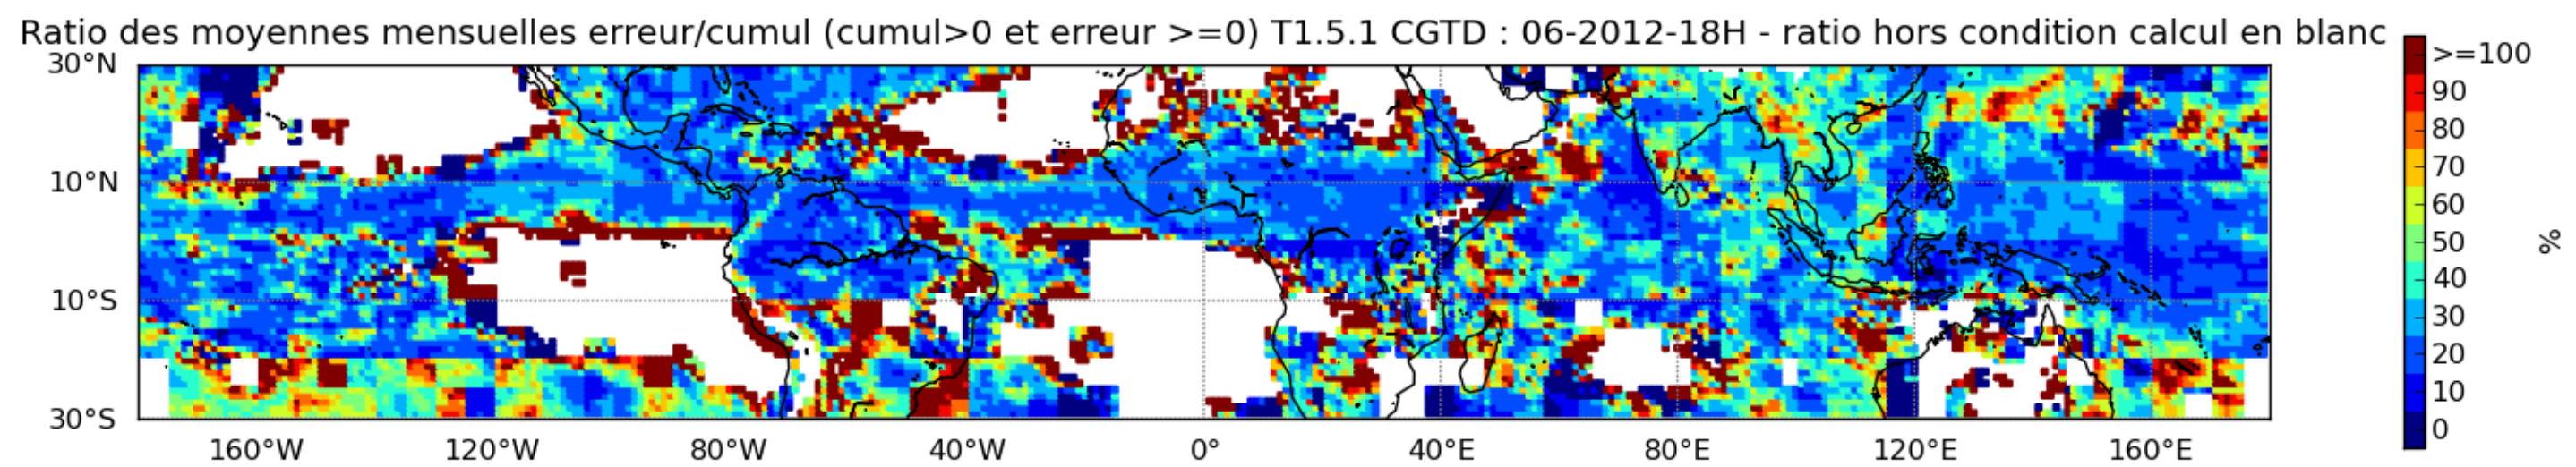 Ratio des moyennes mensuelles erreur/cumul (cumul>0 et erreur >=0) T1.5.1 CGTD : 06-2012-18H - ratio hors condition calcul en blanc
30°N
10°N
10°S
30°S
160°W 120°W 80°W 40°W 0° 40°E 80°E 120°E 160°E
>=100
90
80
70
60
50
40
30
20
10
0
%